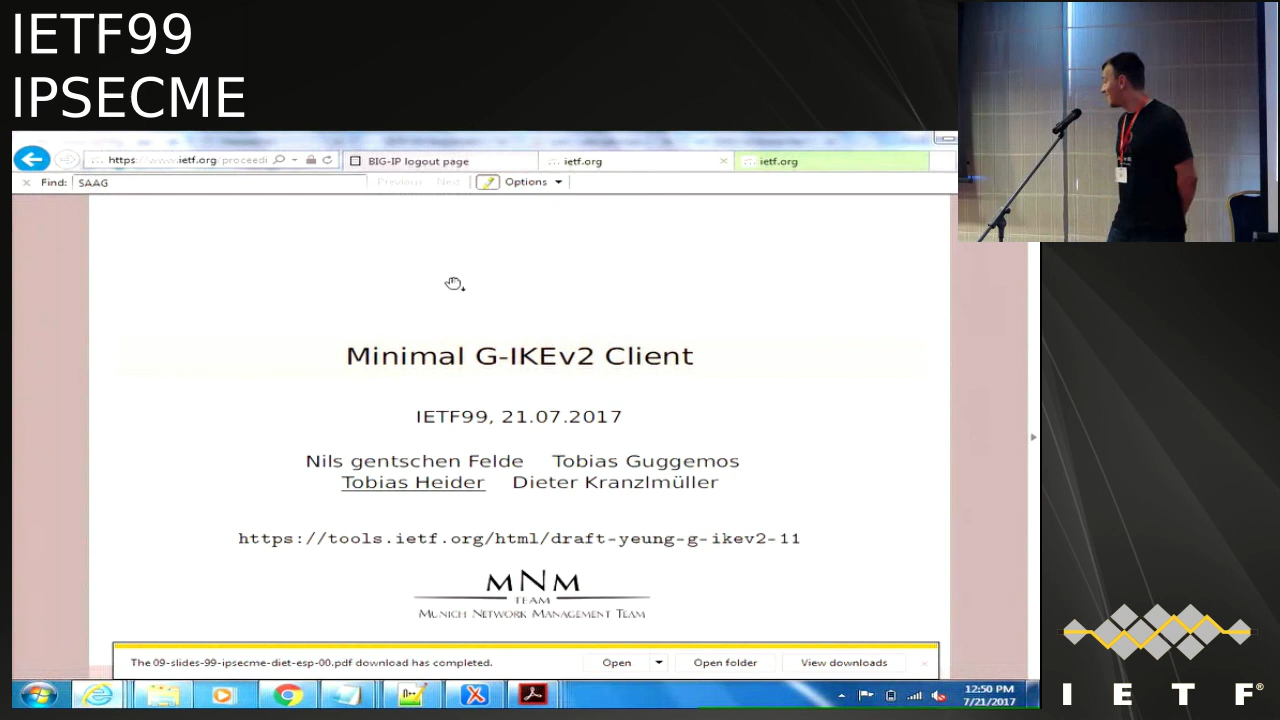 IETF99
IPSECME
https://www.ietf.org/proceedi
BIG-IP logout page
ietf.org
ietf.org
Find: SAAG
Previous Next
Options
Minimal G-IKEv2 Client
IETF99, 21.07.2017
Nils gentschen Felde Tobias Guggemos
Tobias Heider Dieter Kranzlmüller
https://tools.ietf.org/html/draft-yeung-g-ikev2-11
MNM
TEAM
MUNICH NETWORK MANAGEMENT TEAM
The 09-slides-99-ipsecme-diet-esp-00.pdf download has completed.
Open
Open folder
View downloads
12:50 PM
7/21/2017
I E T F®